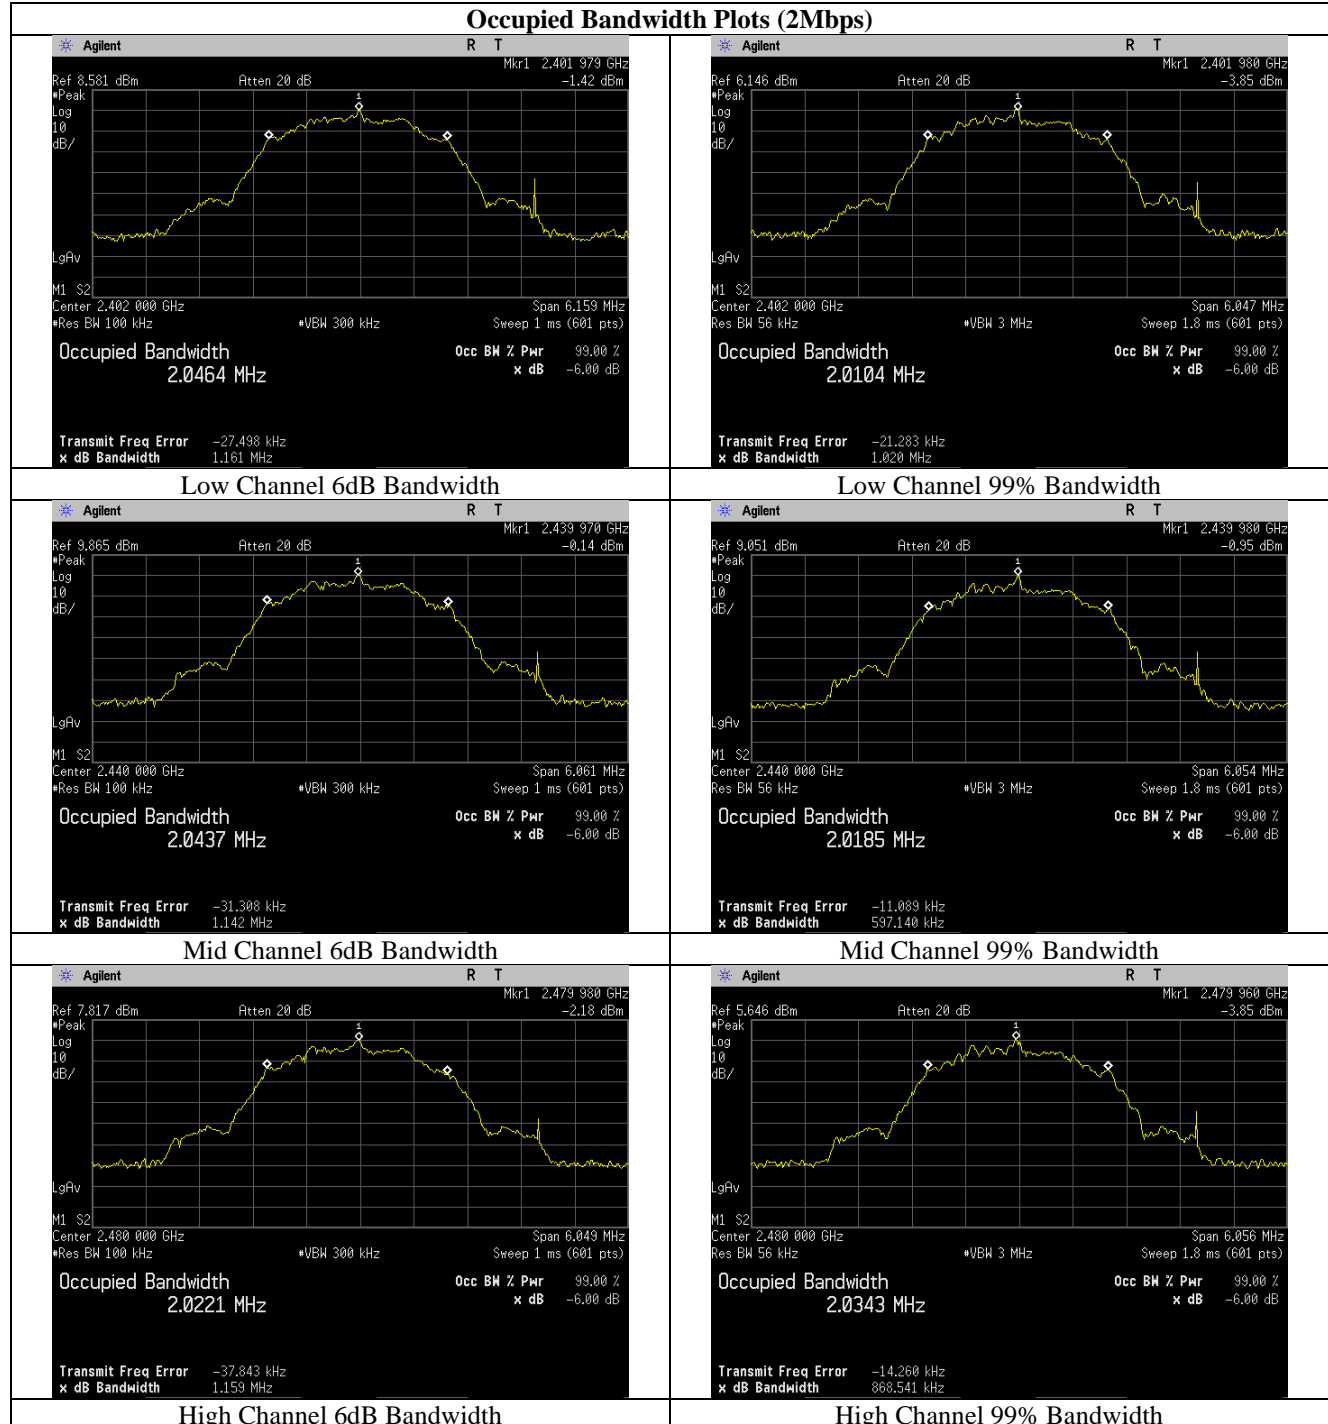 Occupied Bandwidth Plots (2Mbps)
Agilent R T
Mkr1 2.401 979 GHz
Ref 8.581 dBm Atten 20 dB -1.42 dBm
#Peak
Log
10
dB/
1
LgAv
M1 S2
Center 2.402 000 GHz Span 6.159 MHz
#Res BW 100 kHz #VBW 300 kHz Sweep 1 ms (601 pts)
Occupied Bandwidth Occ BW % Pwr 99.00 %
2.0464 MHz x dB -6.00 dB
Transmit Freq Error -27.498 kHz
x dB Bandwidth 1.161 MHz
Low Channel 6dB Bandwidth
Agilent R T
Mkr1 2.401 980 GHz
Ref 6.146 dBm Atten 20 dB -3.85 dBm
#Peak
Log
10
dB/
1
LgAv
M1 S2
Center 2.402 000 GHz Span 6.047 MHz
Res BW 56 kHz #VBW 3 MHz Sweep 1.8 ms (601 pts)
Occupied Bandwidth Occ BW % Pwr 99.00 %
2.0104 MHz x dB -6.00 dB
Transmit Freq Error -21.283 kHz
x dB Bandwidth 1.020 MHz
Low Channel 99% Bandwidth
Agilent R T
Mkr1 2.439 970 GHz
Ref 9.865 dBm Atten 20 dB -0.14 dBm
#Peak
Log
10
dB/
1
LgAv
M1 S2
Center 2.440 000 GHz Span 6.061 MHz
#Res BW 100 kHz #VBW 300 kHz Sweep 1 ms (601 pts)
Occupied Bandwidth Occ BW % Pwr 99.00 %
2.0437 MHz x dB -6.00 dB
Transmit Freq Error -31.308 kHz
x dB Bandwidth 1.142 MHz
Mid Channel 6dB Bandwidth
Agilent R T
Mkr1 2.439 980 GHz
Ref 9.051 dBm Atten 20 dB -0.95 dBm
#Peak
Log
10
dB/
1
LgAv
M1 S2
Center 2.440 000 GHz Span 6.054 MHz
Res BW 56 kHz #VBW 3 MHz Sweep 1.8 ms (601 pts)
Occupied Bandwidth Occ BW % Pwr 99.00 %
2.0185 MHz x dB -6.00 dB
Transmit Freq Error -11.089 kHz
x dB Bandwidth 597.140 kHz
Mid Channel 99% Bandwidth
Agilent R T
Mkr1 2.479 980 GHz
Ref 7.817 dBm Atten 20 dB -2.18 dBm
#Peak
Log
10
dB/
1
LgAv
M1 S2
Center 2.480 000 GHz Span 6.049 MHz
#Res BW 100 kHz #VBW 300 kHz Sweep 1 ms (601 pts)
Occupied Bandwidth Occ BW % Pwr 99.00 %
2.0221 MHz x dB -6.00 dB
Transmit Freq Error -37.843 kHz
x dB Bandwidth 1.159 MHz
High Channel 6dB Bandwidth
Agilent R T
Mkr1 2.479 960 GHz
Ref 5.646 dBm Atten 20 dB -3.85 dBm
#Peak
Log
10
dB/
1
LgAv
M1 S2
Center 2.480 000 GHz Span 6.056 MHz
Res BW 56 kHz #VBW 3 MHz Sweep 1.8 ms (601 pts)
Occupied Bandwidth Occ BW % Pwr 99.00 %
2.0343 MHz x dB -6.00 dB
Transmit Freq Error -14.260 kHz
x dB Bandwidth 868.541 kHz
High Channel 99% Bandwidth